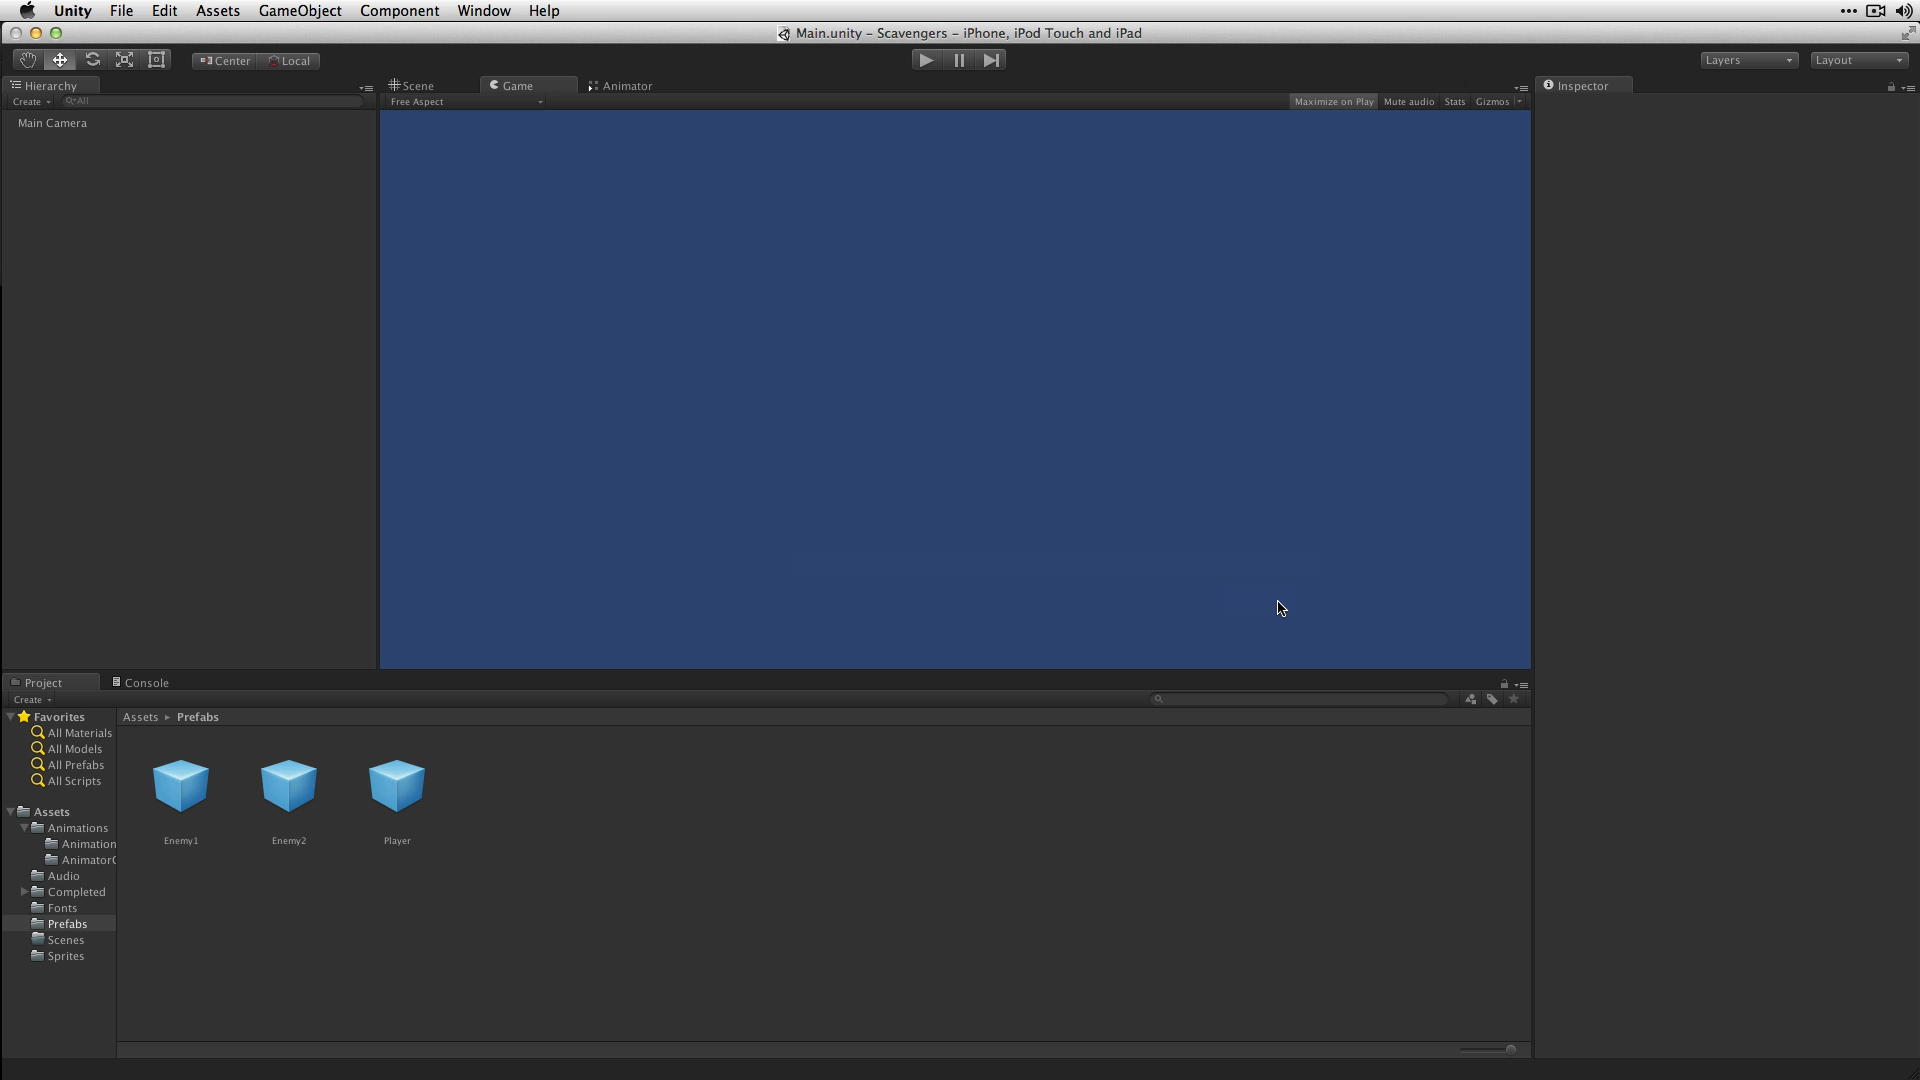 Unity File Edit Assets GameObject Component Window Help
Main.unity – Scavengers – iPhone, iPod Touch and iPad
Center Local
Layers
Layout
Hierarchy
Create
All
Main Camera
Scene
Game
Animator
Free Aspect
Maximize on Play Mute audio Stats Gizmos
Inspector
Project
Console
Create
Favorites
All Materials
All Models
All Prefabs
All Scripts
Assets
Animations
Animation
AnimatorC
Audio
Completed
Fonts
Prefabs
Scenes
Sprites
Assets ▸ Prefabs
Enemy1
Enemy2
Player